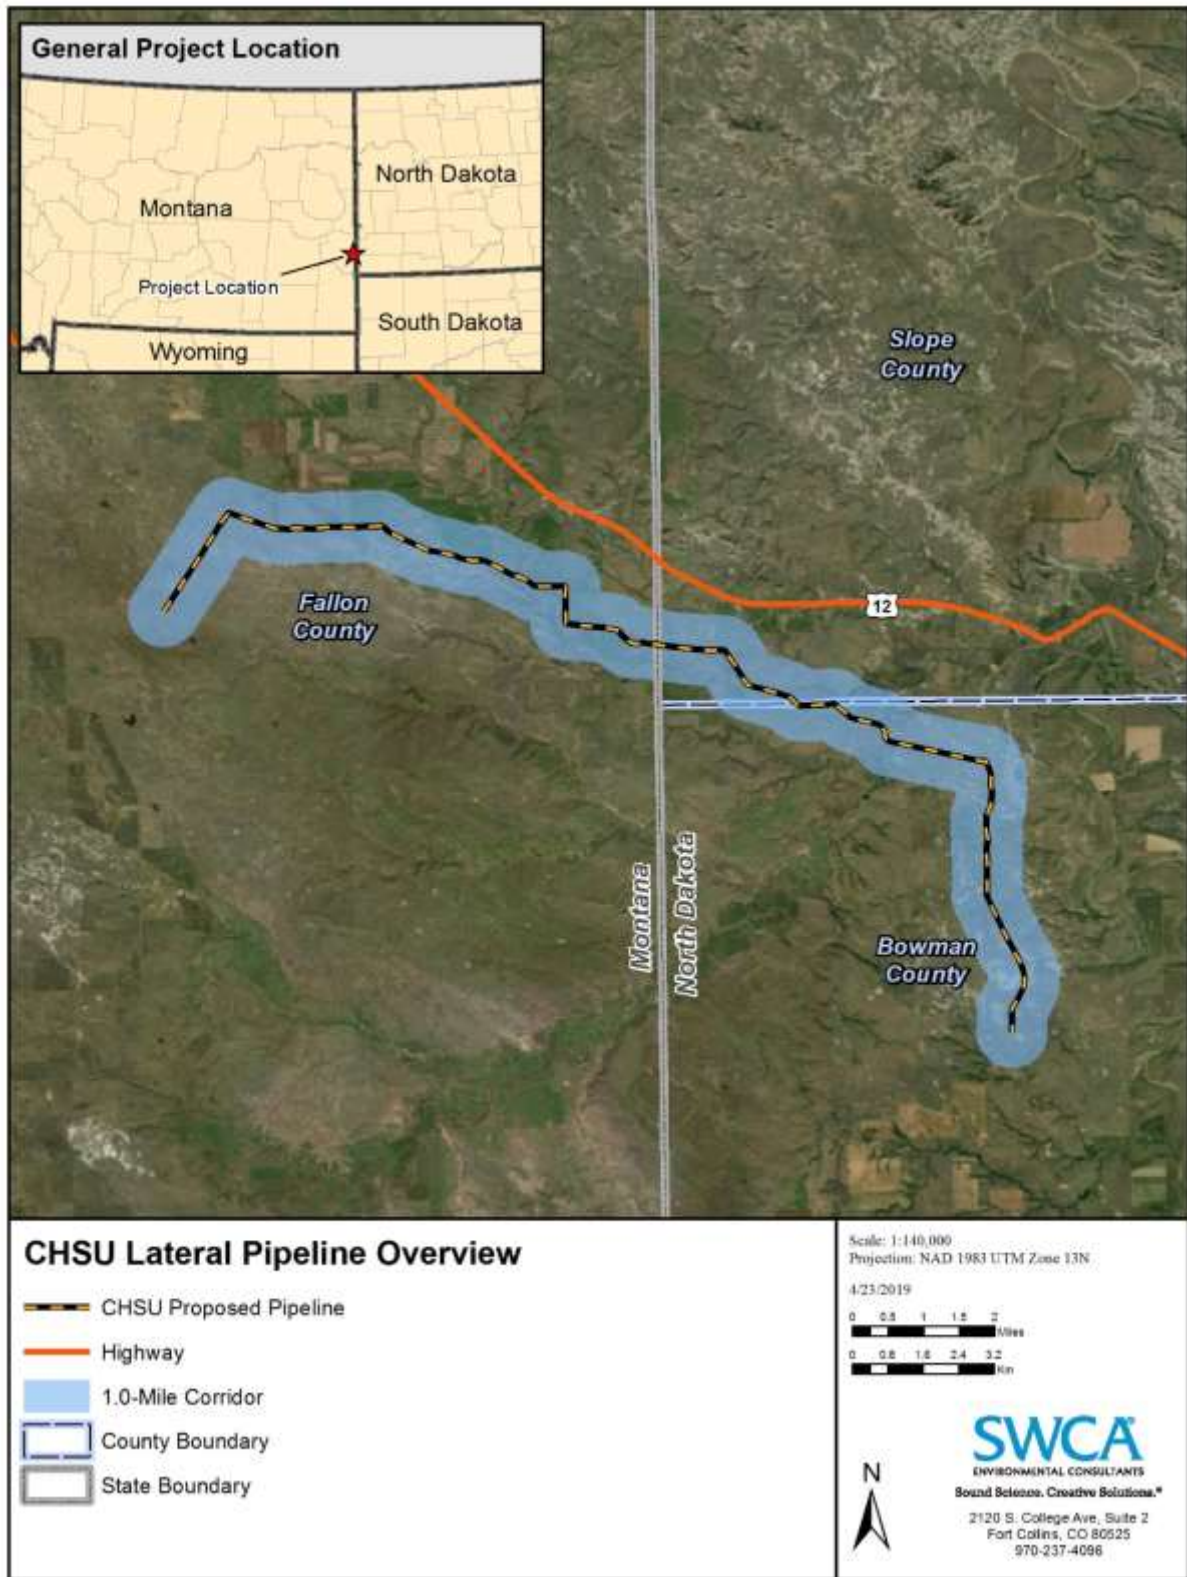 General Project Location
North Dakota
Montana
Project Location
South Dakota
Wyoming
Slope
County
12
Fallon
County
Montana
North Dakota
Bowman
County
CHSU Lateral Pipeline Overview
CHSU Proposed Pipeline
Highway
1.0-Mile Corridor
County Boundary
State Boundary
Scale: 1:140,000
Projection: NAD 1983 UTM Zone 13N
4/23/2019
0 0.5 1 1.5 2
Miles
0 0.8 1.6 2.4 3.2
Km
N
SWCA
ENVIRONMENTAL CONSULTANTS
Sound Science. Creative Solutions.®
2120 S. College Ave, Suite 2
Fort Collins, CO 80525
970-237-4096